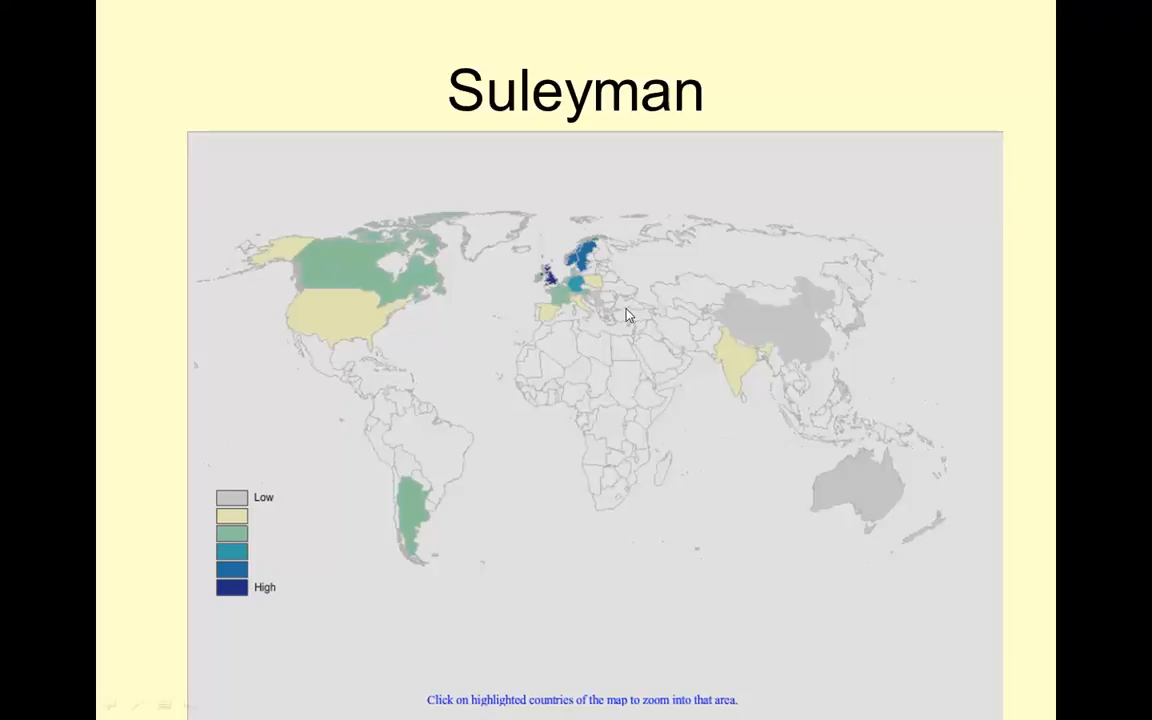 Suleyman
Low
High
Click on highlighted countries of the map to zoom into that area.